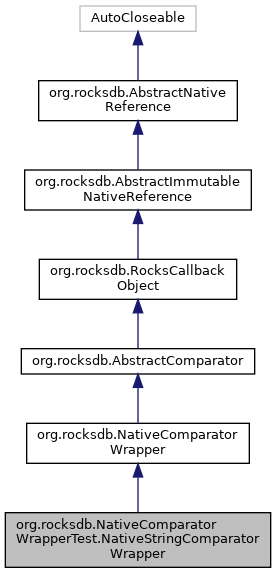 AutoCloseable
org.rocksdb.AbstractNative
Reference
org.rocksdb.AbstractImmutable
NativeReference
org.rocksdb.RocksCallback
Object
org.rocksdb.AbstractComparator
org.rocksdb.NativeComparator
Wrapper
org.rocksdb.NativeComparator
WrapperTest.NativeStringComparator
Wrapper